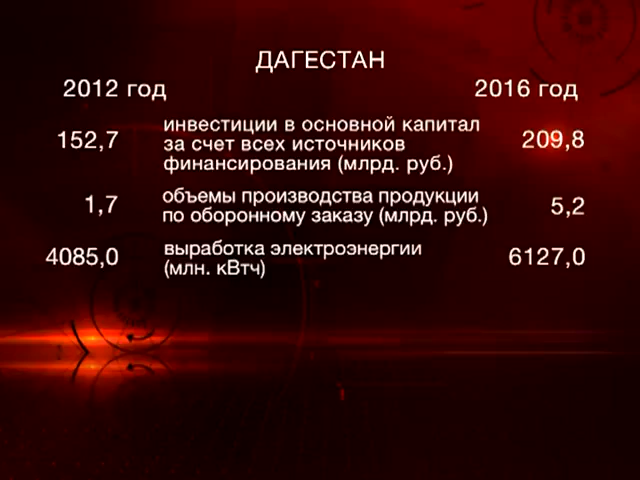 ДАГЕСТАН
2012 год 2016 год
инвестиции в основной капитал
152,7 за счет всех источников 209,8
финансирования (млрд. руб.)
объемы производства продукции
1,7 по оборонному заказу (млрд. руб.) 5,2
выработка электроэнергии
4085,0 (млн. кВтч) 6127,0